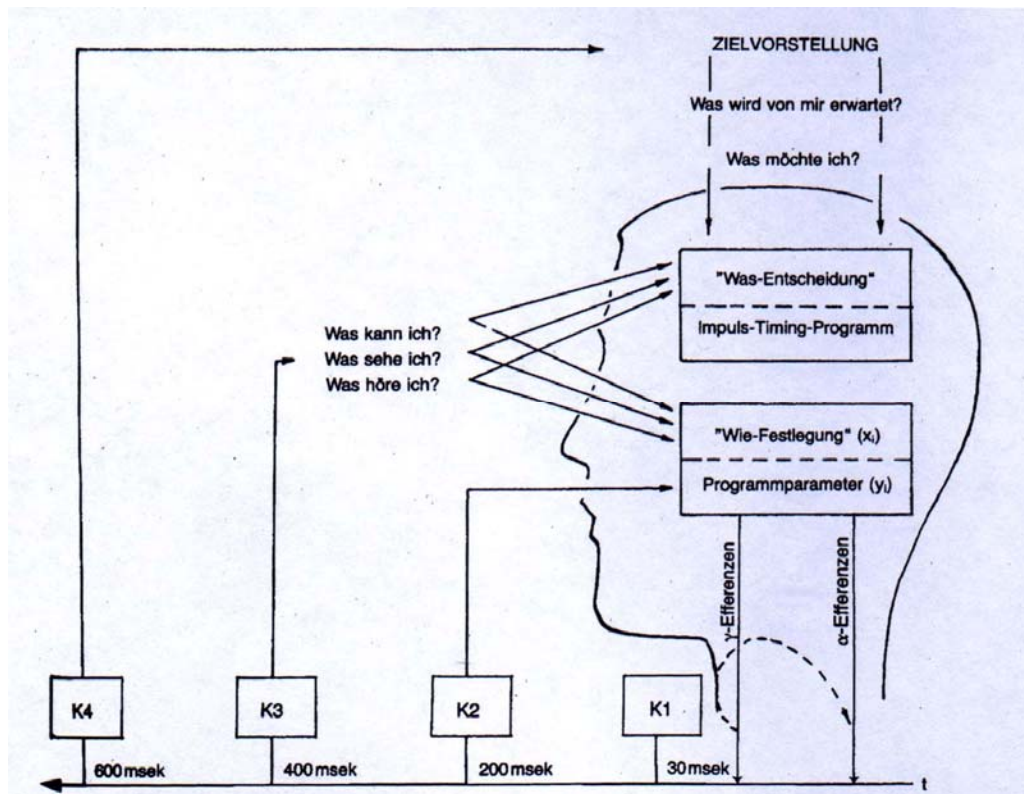 ZIELVORSTELLUNG
Was wird von mir erwartet?
Was möchte ich?
"Was-Entscheidung"
Impuls-Timing-Programm
Was kann ich?
Was sehe ich?
Was höre ich?
"Wie-Festlegung" (xᵢ)
Programmparameter (yᵢ)
γ-Efferenzen
α-Efferenzen
K4
K3
K2
K1
600 msek
400 msek
200 msek
30 msek
t